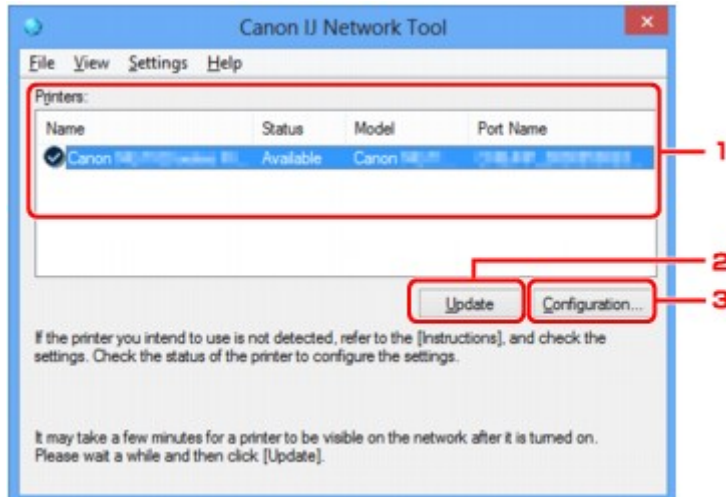 Canon IJ Network Tool
File View Settings Help
Printers:
Name Status Model Port Name
Canon Available Canon
1
2
3
Update Configuration...
If the printer you intend to use is not detected, refer to the [Instructions], and check the
settings. Check the status of the printer to configure the settings.
It may take a few minutes for a printer to be visible on the network after it is turned on.
Please wait a while and then click [Update].